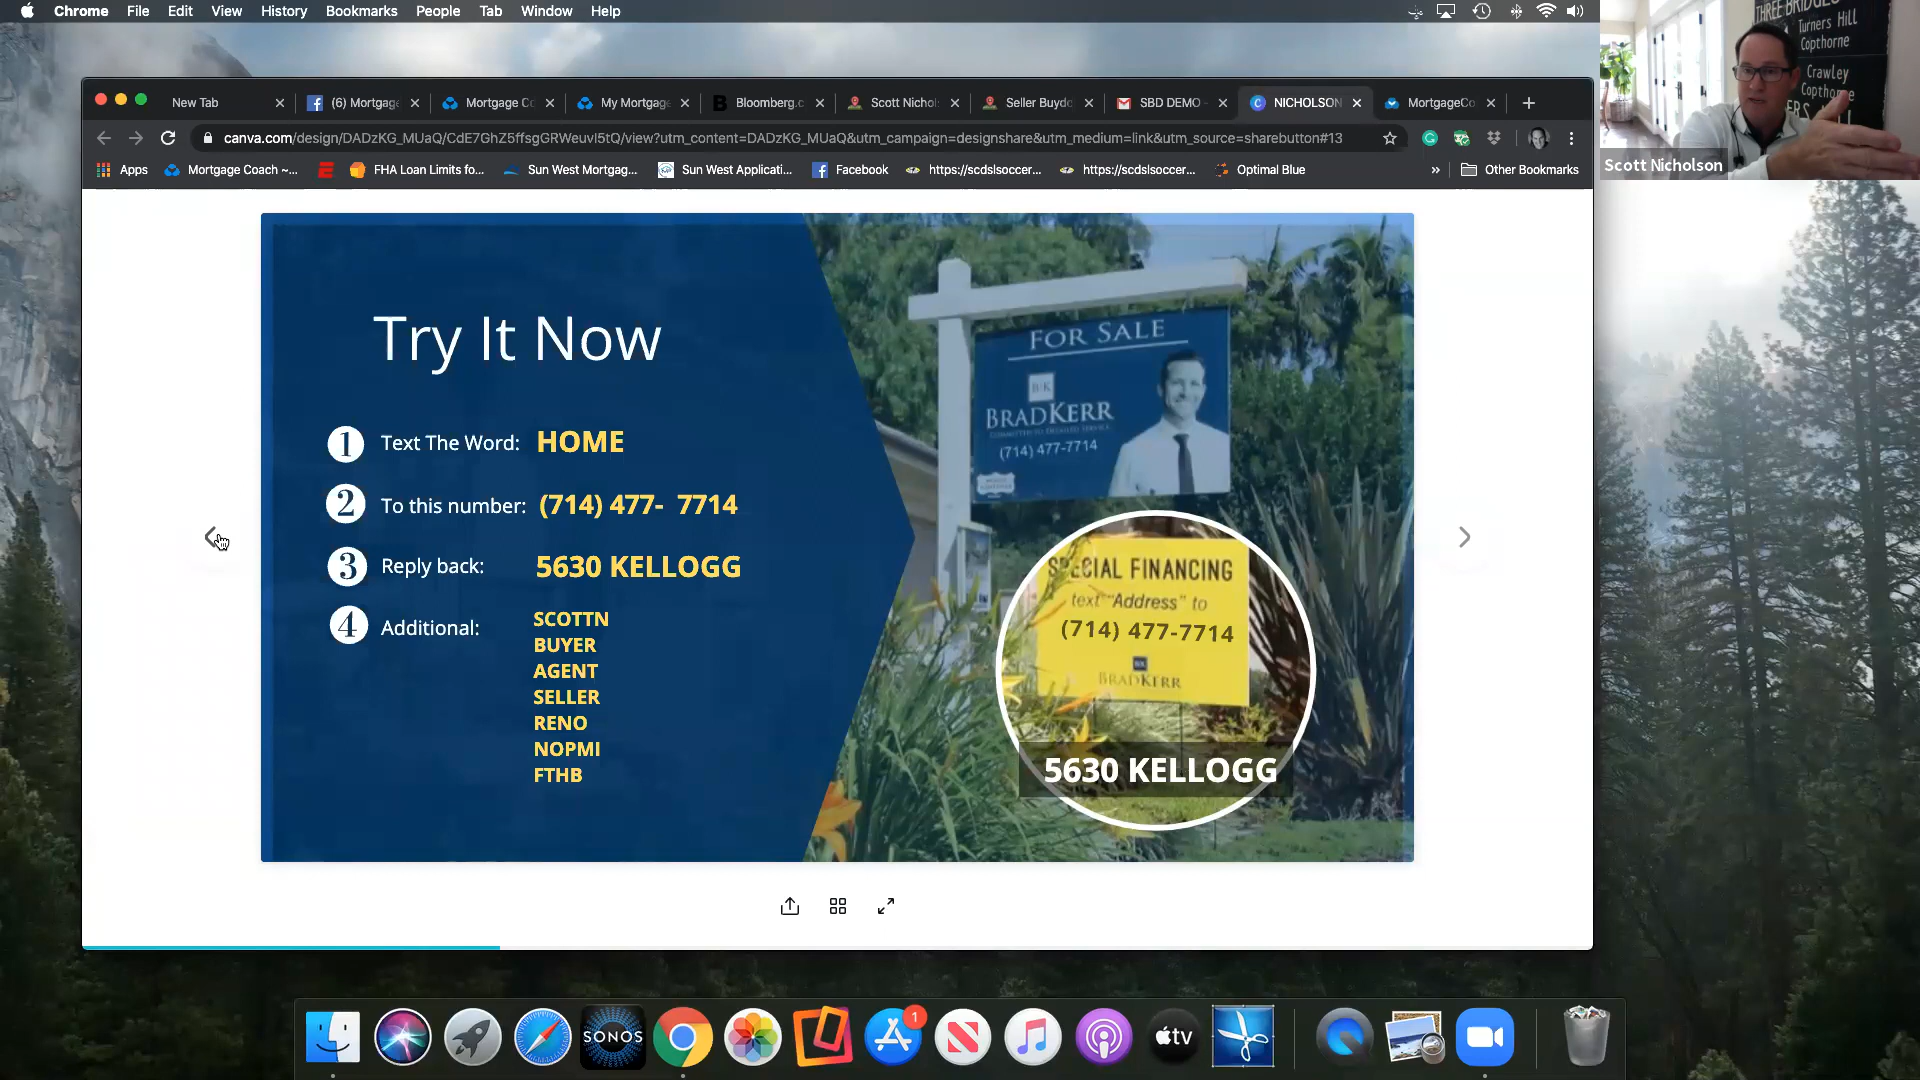 Chrome File Edit View History Bookmarks People Tab Window Help
New Tab
(6) Mortgage
Mortgage Co
My Mortgage
Bloomberg.c
Scott Nichol
Seller Buydo
SBD DEMO -
NICHOLSON
MortgageCo
canva.com/design/DADzKG_MUaQ/CdE7GhZ5ffsgGRWeuvl5tQ/view?utm_content=DADzKG_MUaQ&utm_campaign=designshare&utm_medium=link&utm_source=sharebutton#13
Apps
Mortgage Coach ~...
FHA Loan Limits fo...
Sun West Mortgag...
Sun West Applicati...
Facebook
https://scdslsoccer...
https://scdslsoccer...
Optimal Blue
»
Other Bookmarks
THREE BRIDGES
Turners Hill
Copthorne
Crawley
Copthorne
Scott Nicholson
Try It Now
1 Text The Word: HOME
2 To this number: (714) 477- 7714
3 Reply back: 5630 KELLOGG
4 Additional: SCOTTN
BUYER
AGENT
SELLER
RENO
NOPMI
FTHB
FOR SALE
BK
BRADKERR
(714) 477-7714
SPECIAL FINANCING
text "Address" to
(714) 477-7714
BK
BRADKERR
5630 KELLOGG
SONOS
1
tv